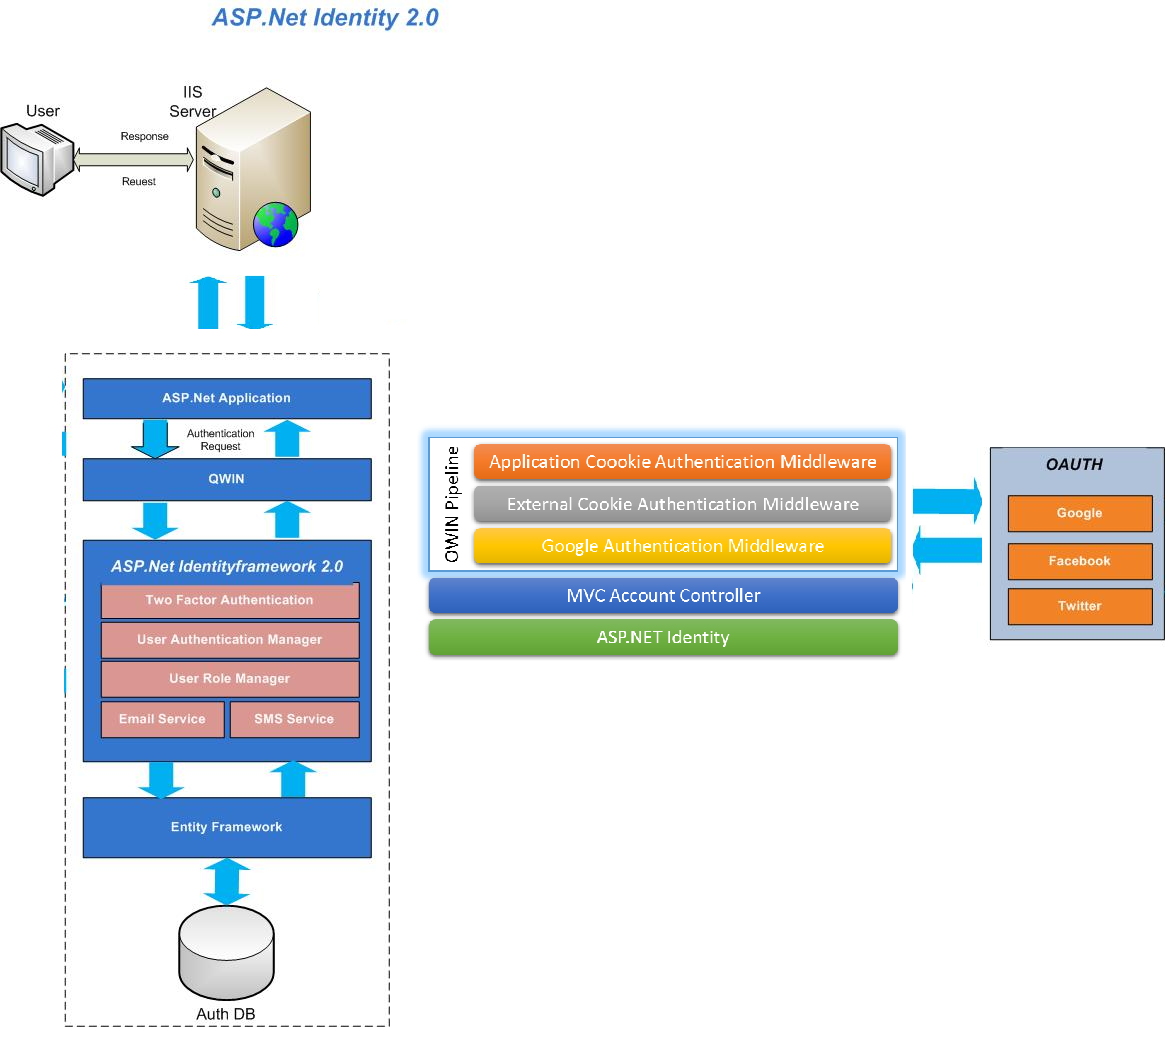 ASP.Net Identity 2.0
User
IIS
Server
Response
Reuest
ASP.Net Application
Authentication
Request
QWIN
ASP.Net Identityframework 2.0
Two Factor Authentication
User Authentication Manager
User Role Manager
Email Service
SMS Service
Entity Framework
Auth DB
OWIN Pipeline
Application Coookie Authentication Middleware
External Cookie Authentication Middleware
Google Authentication Middleware
MVC Account Controller
ASP.NET Identity
OAUTH
Google
Facebook
Twitter